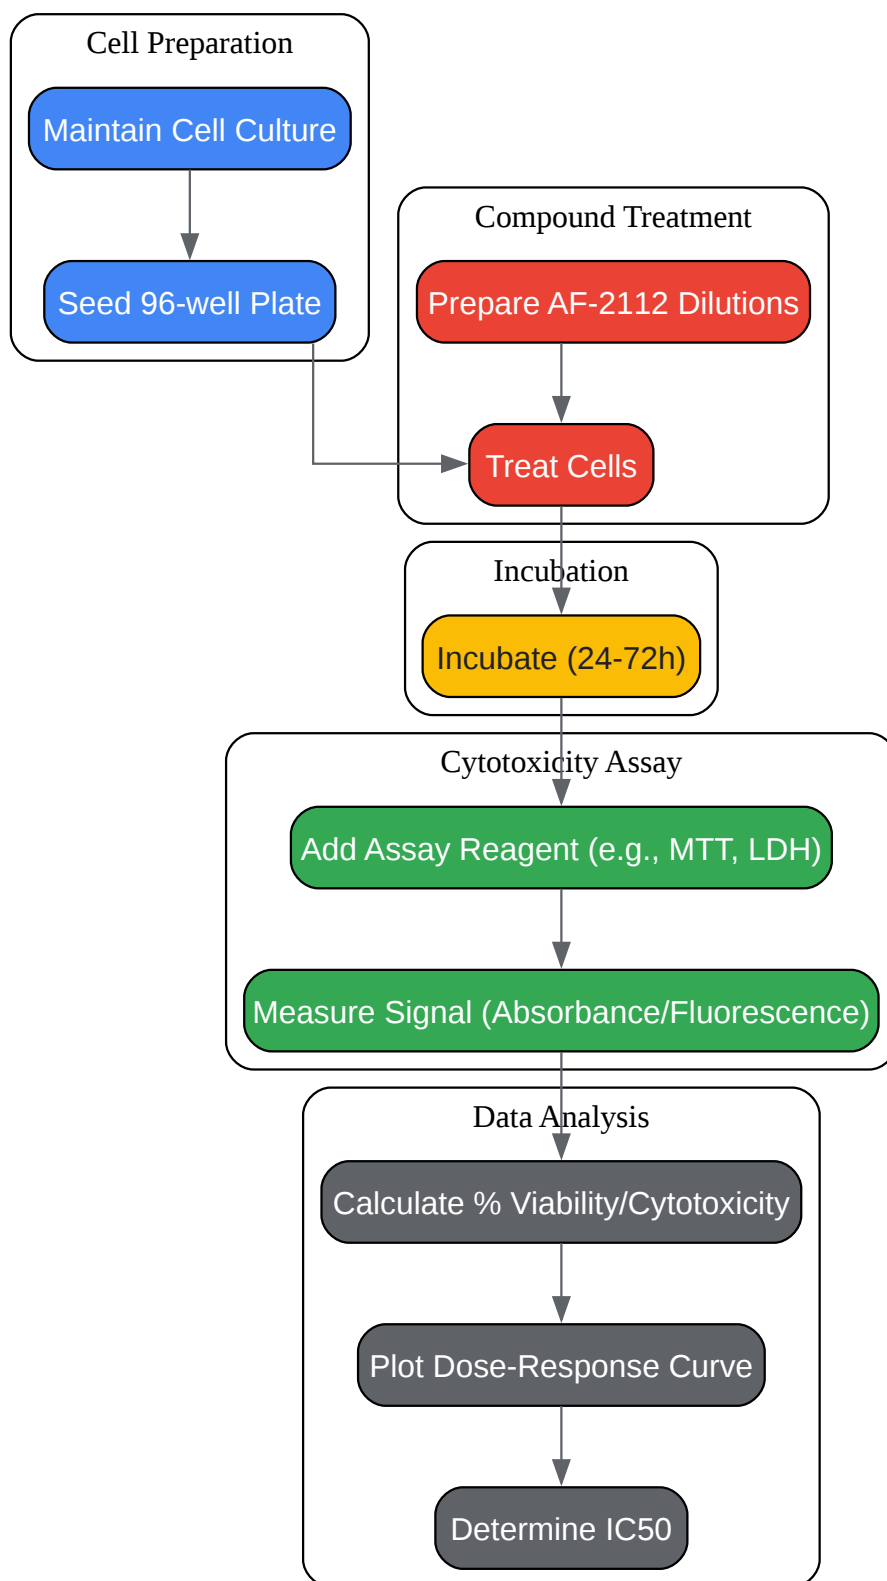 Cell Preparation
Maintain Cell Culture
Seed 96-well Plate
Compound Treatment
Prepare AF-2112 Dilutions
Treat Cells
Incubation
Incubate (24-72h)
Cytotoxicity Assay
Add Assay Reagent (e.g., MTT, LDH)
Measure Signal (Absorbance/Fluorescence)
Data Analysis
Calculate % Viability/Cytotoxicity
Plot Dose-Response Curve
Determine IC50